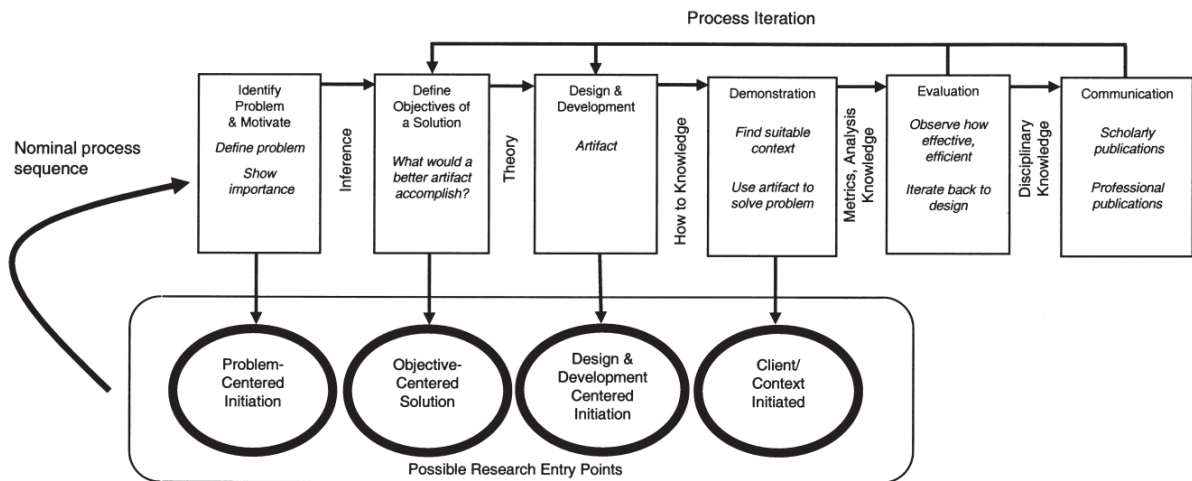 Process Iteration
Nominal process
sequence
Identify
Problem
& Motivate
Define problem
Show
importance
Inference
Define
Objectives of
a Solution
What would a
better artifact
accomplish?
Theory
Design &
Development
Artifact
How to Knowledge
Demonstration
Find suitable
context
Use artifact to
solve problem
Metrics, Analysis
Knowledge
Evaluation
Observe how
effective,
efficient
Iterate back to
design
Disciplinary
Knowledge
Communication
Scholarly
publications
Professional
publications
Problem-
Centered
Initiation
Objective-
Centered
Solution
Design &
Development
Centered
Initiation
Client/
Context
Initiated
Possible Research Entry Points